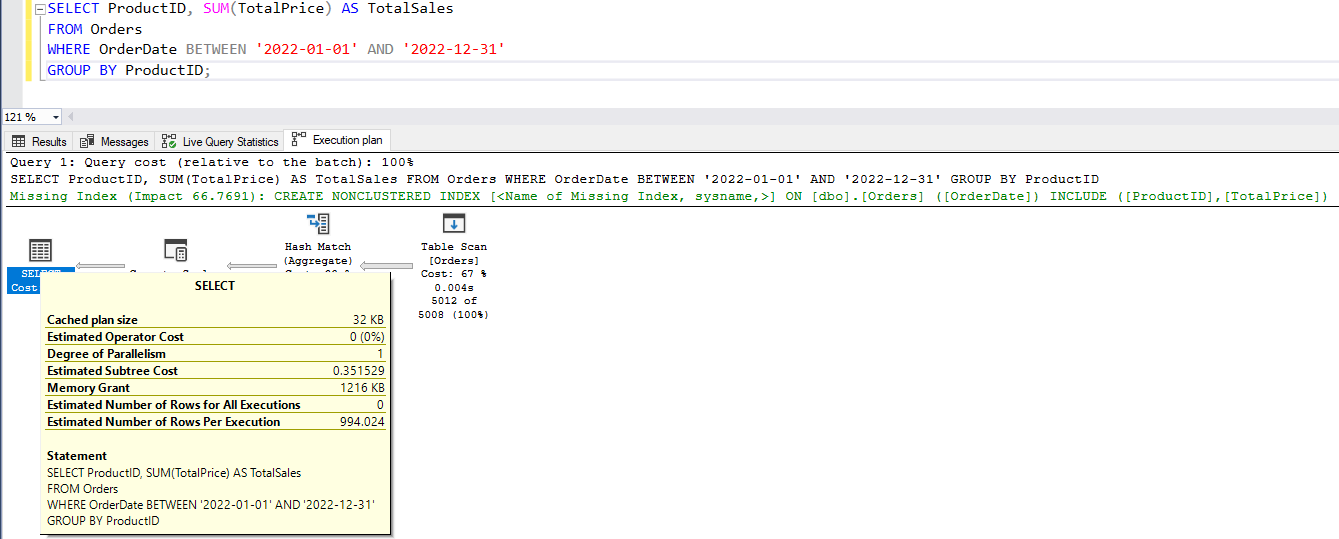 SELECT ProductID, SUM(TotalPrice) AS TotalSales
FROM Orders
WHERE OrderDate BETWEEN '2022-01-01' AND '2022-12-31'
GROUP BY ProductID;
121 %
Results Messages Live Query Statistics Execution plan
Query 1: Query cost (relative to the batch): 100%
SELECT ProductID, SUM(TotalPrice) AS TotalSales FROM Orders WHERE OrderDate BETWEEN '2022-01-01' AND '2022-12-31' GROUP BY ProductID
Missing Index (Impact 66.7691): CREATE NONCLUSTERED INDEX [<Name of Missing Index, sysname,>] ON [dbo].[Orders] ([OrderDate]) INCLUDE ([ProductID],[TotalPrice])
Hash Match
(Aggregate)
Table Scan
[Orders]
Cost: 67 %
0.004s
5012 of
5008 (100%)
Cost
SELECT
Cached plan size 32 KB
Estimated Operator Cost 0 (0%)
Degree of Parallelism 1
Estimated Subtree Cost 0.351529
Memory Grant 1216 KB
Estimated Number of Rows for All Executions 0
Estimated Number of Rows Per Execution 994.024
Statement
SELECT ProductID, SUM(TotalPrice) AS TotalSales
FROM Orders
WHERE OrderDate BETWEEN '2022-01-01' AND '2022-12-31'
GROUP BY ProductID